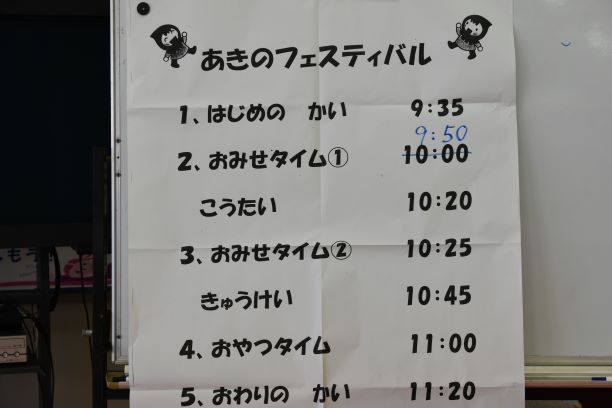 あきのフェスティバル
1、はじめの　かい　9:35
9:50
2、おみせタイム①　10:00
こうたい　10:20
3、おみせタイム②　10:25
きゅうけい　10:45
4、おやつタイム　11:00
5、おわりの　かい　11:20